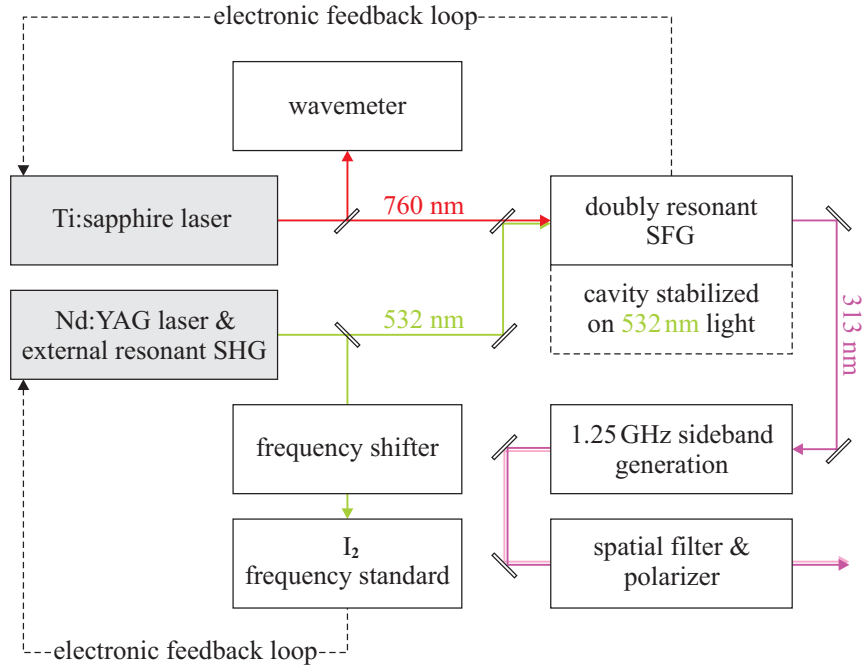 electronic feedback loop
wavemeter
Ti:sapphire laser
760 nm
doubly resonant
SFG
cavity stabilized
on 532 nm light
313 nm
Nd:YAG laser &
external resonant SHG
532 nm
frequency shifter
1.25 GHz sideband
generation
I₂
frequency standard
spatial filter &
polarizer
electronic feedback loop